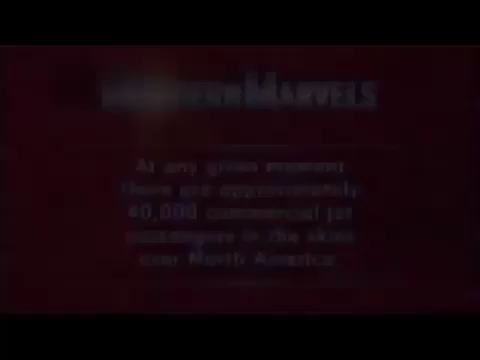 MODERN MARVELS
At any given moment
there are approximately
40,000 commercial jet
passengers in the skies
over North America.